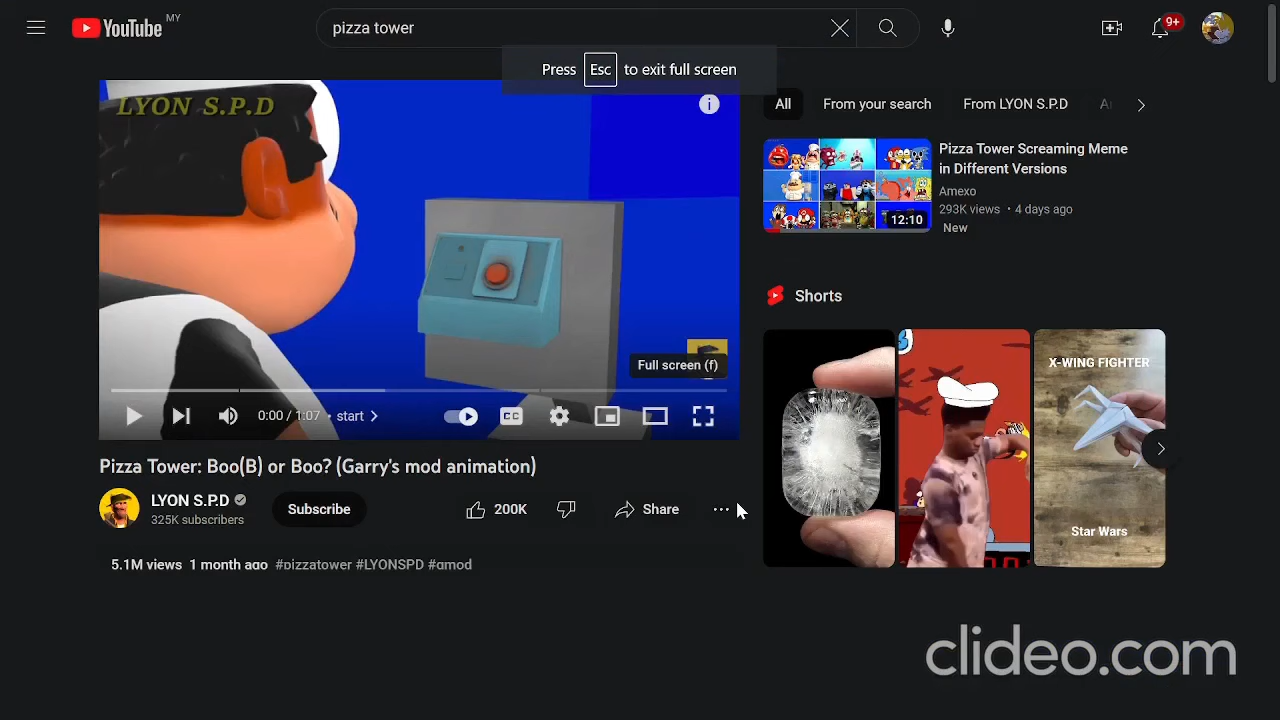 YouTube MY
pizza tower
9+
Press Esc to exit full screen
LYON S.P.D
i
Full screen (f)
0:00 / 1:07 • start >
CC
Pizza Tower: Boo(B) or Boo? (Garry's mod animation)
LYON S.P.D
325K subscribers
Subscribe
200K
Share
5.1M views 1 month ago #pizzatower #LYONSPD #gmod
All
From your search
From LYON S.P.D
Pizza Tower Screaming Meme
in Different Versions
Amexo
293K views • 4 days ago
New
12:10
Shorts
X-WING FIGHTER
Star Wars
clideo.com